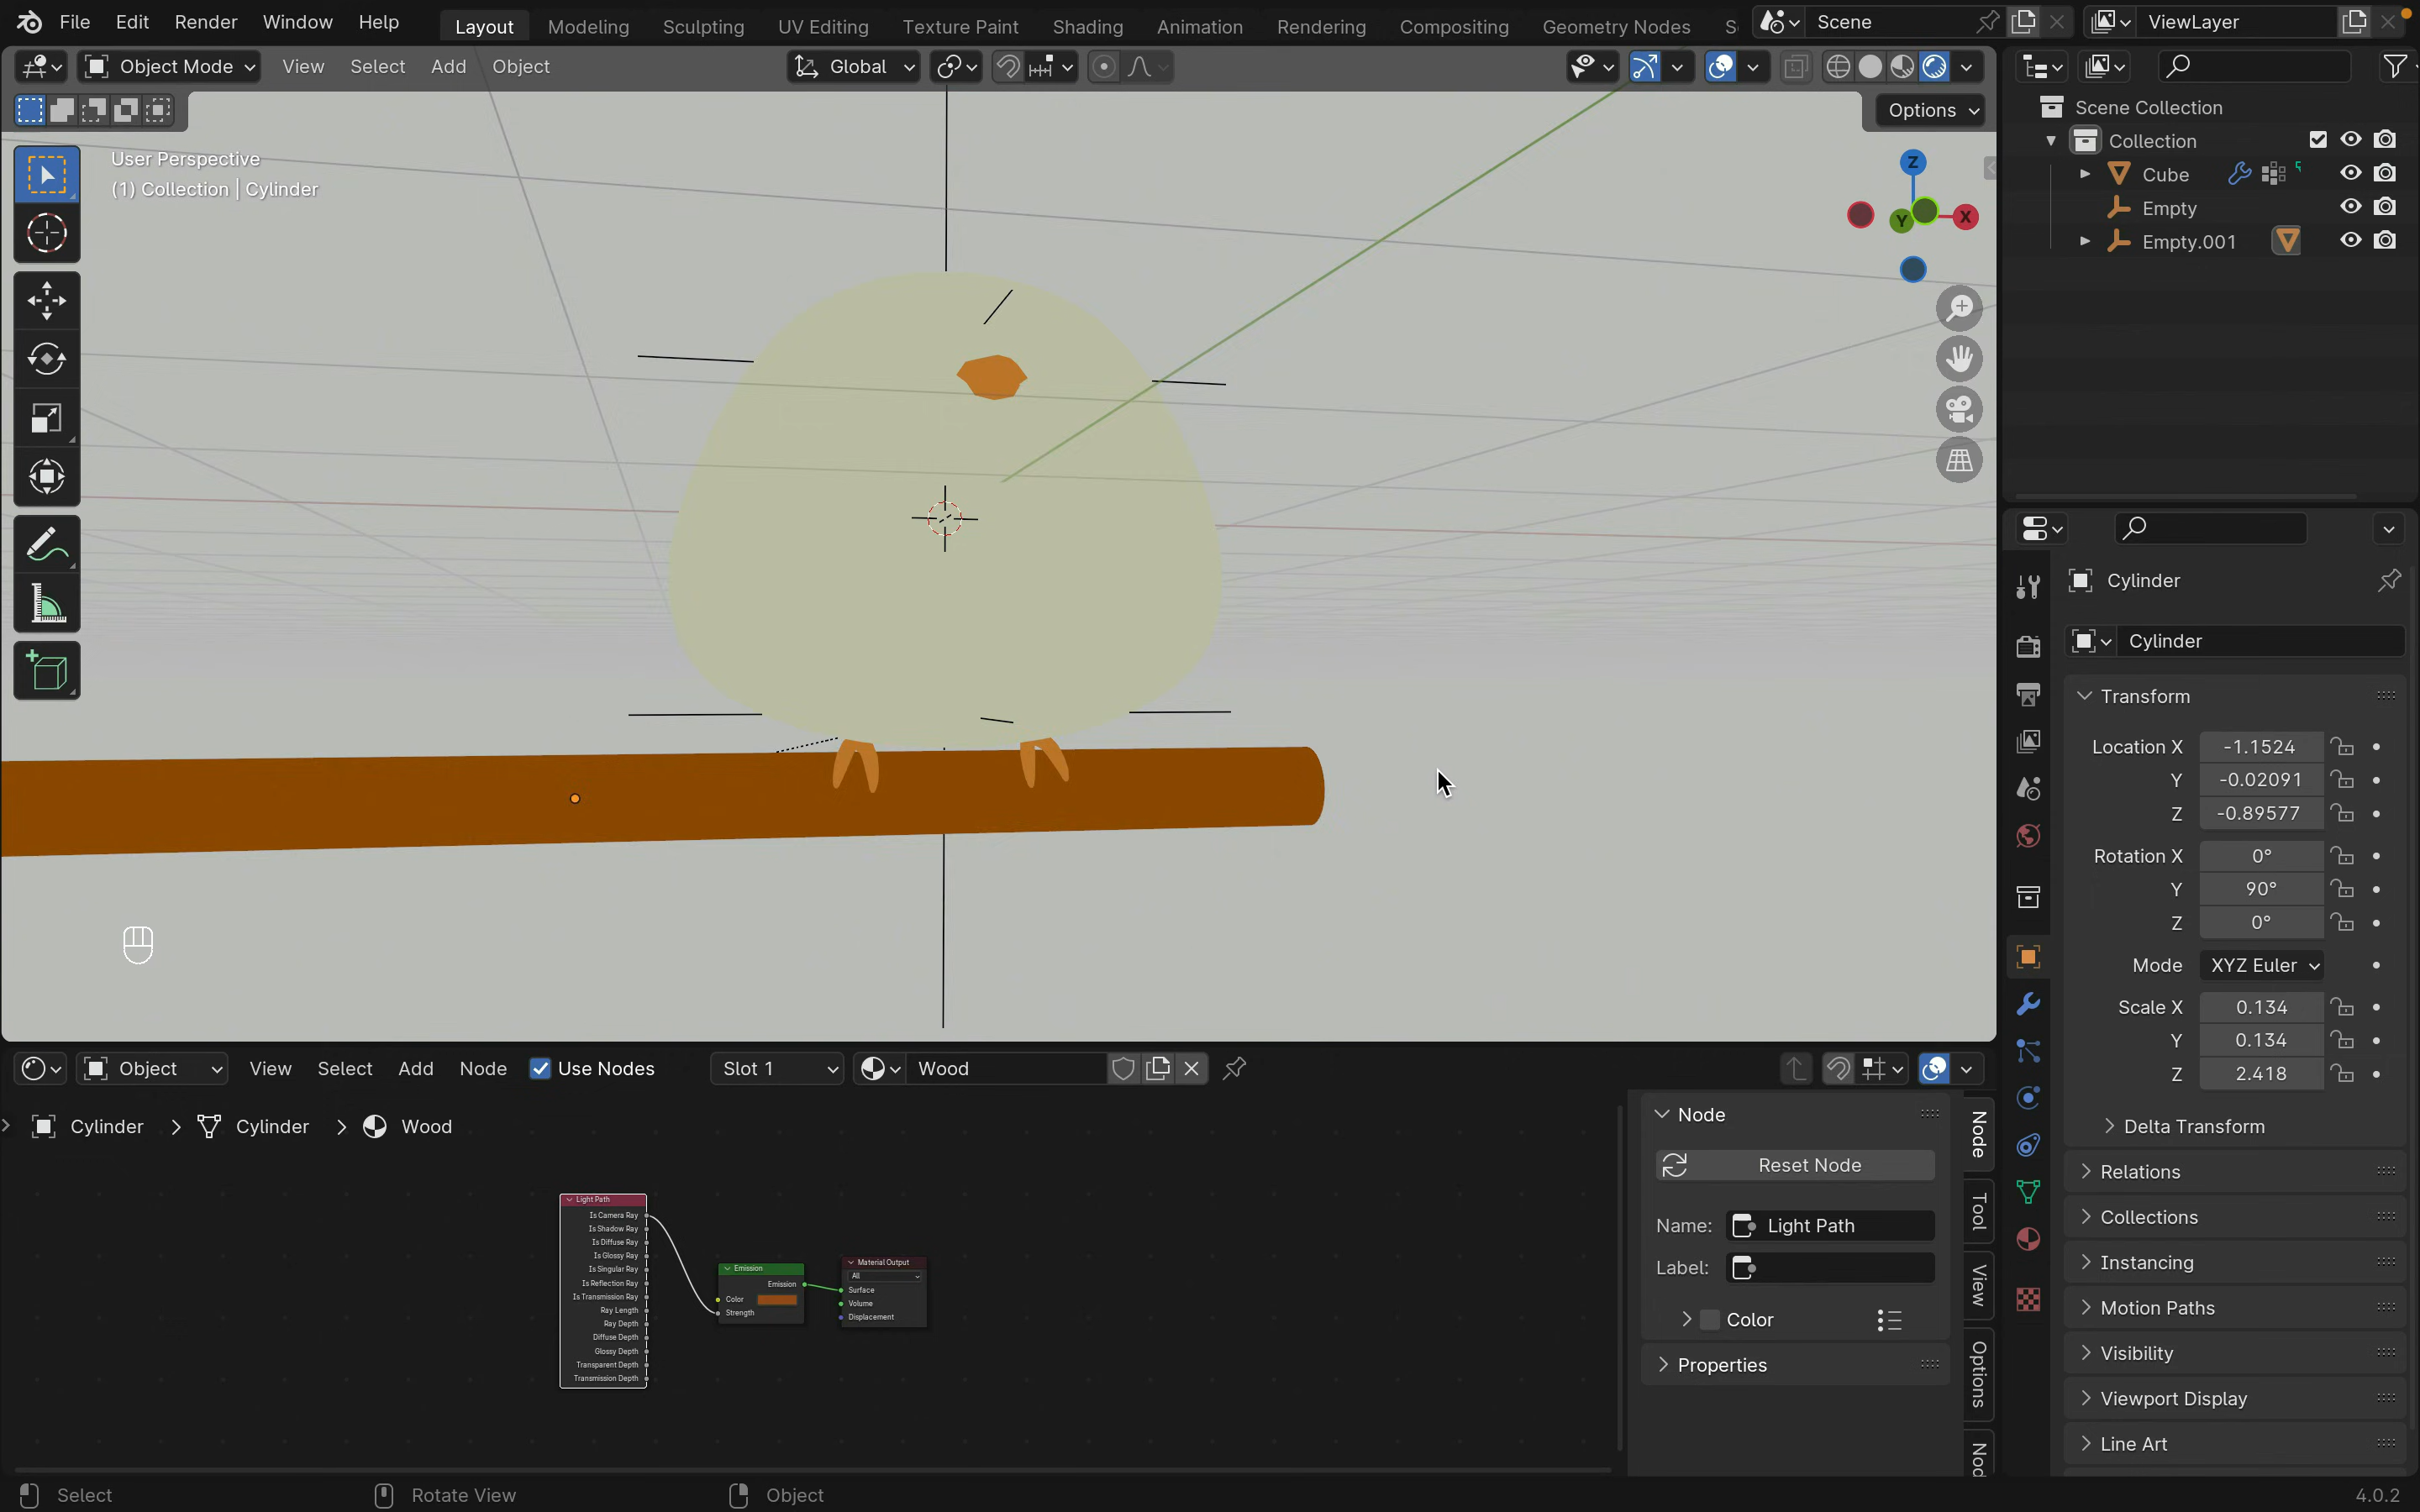 File Edit Render Window Help Layout Modeling Sculpting UV Editing Texture Paint Shading Animation Rendering Compositing Geometry Nodes Scene ViewLayer
Object Mode View Select Add Object Global
Options
User Perspective
(1) Collection | Cylinder
Z
Y
X
Scene Collection
Collection
Cube
Empty
Empty.001
Cylinder
Cylinder
Transform
Location X -1.1524
Y -0.02091
Z -0.89577
Rotation X 0°
Y 90°
Z 0°
Mode XYZ Euler
Scale X 0.134
Y 0.134
Z 2.418
Delta Transform
Relations
Collections
Instancing
Motion Paths
Visibility
Viewport Display
Line Art
Object View Select Add Node Use Nodes Slot 1 Wood
Cylinder > Cylinder > Wood
Light Path
Is Camera Ray
Is Shadow Ray
Is Diffuse Ray
Is Glossy Ray
Is Singular Ray
Is Reflection Ray
Is Transmission Ray
Ray Length
Ray Depth
Diffuse Depth
Glossy Depth
Transparent Depth
Transmission Depth
Emission
Emission
Color
Strength
Material Output
All
Surface
Volume
Displacement
Node
Reset Node
Name: Light Path
Label:
Color
Properties
Node
Tool
View
Options
Nod
Select Rotate View Object 4.0.2